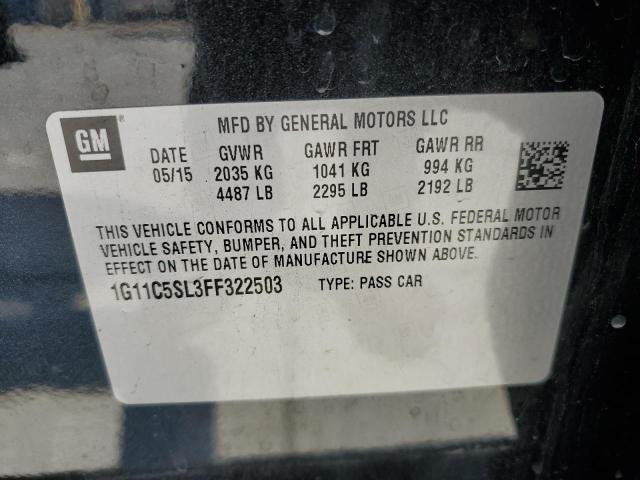 GM
MFD BY GENERAL MOTORS LLC
DATE GVWR GAWR FRT GAWR RR
05/15 2035 KG 1041 KG 994 KG
4487 LB 2295 LB 2192 LB
THIS VEHICLE CONFORMS TO ALL APPLICABLE U.S. FEDERAL MOTOR
VEHICLE SAFETY, BUMPER, AND THEFT PREVENTION STANDARDS IN
EFFECT ON THE DATE OF MANUFACTURE SHOWN ABOVE.
1G11C5SL3FF322503 TYPE: PASS CAR